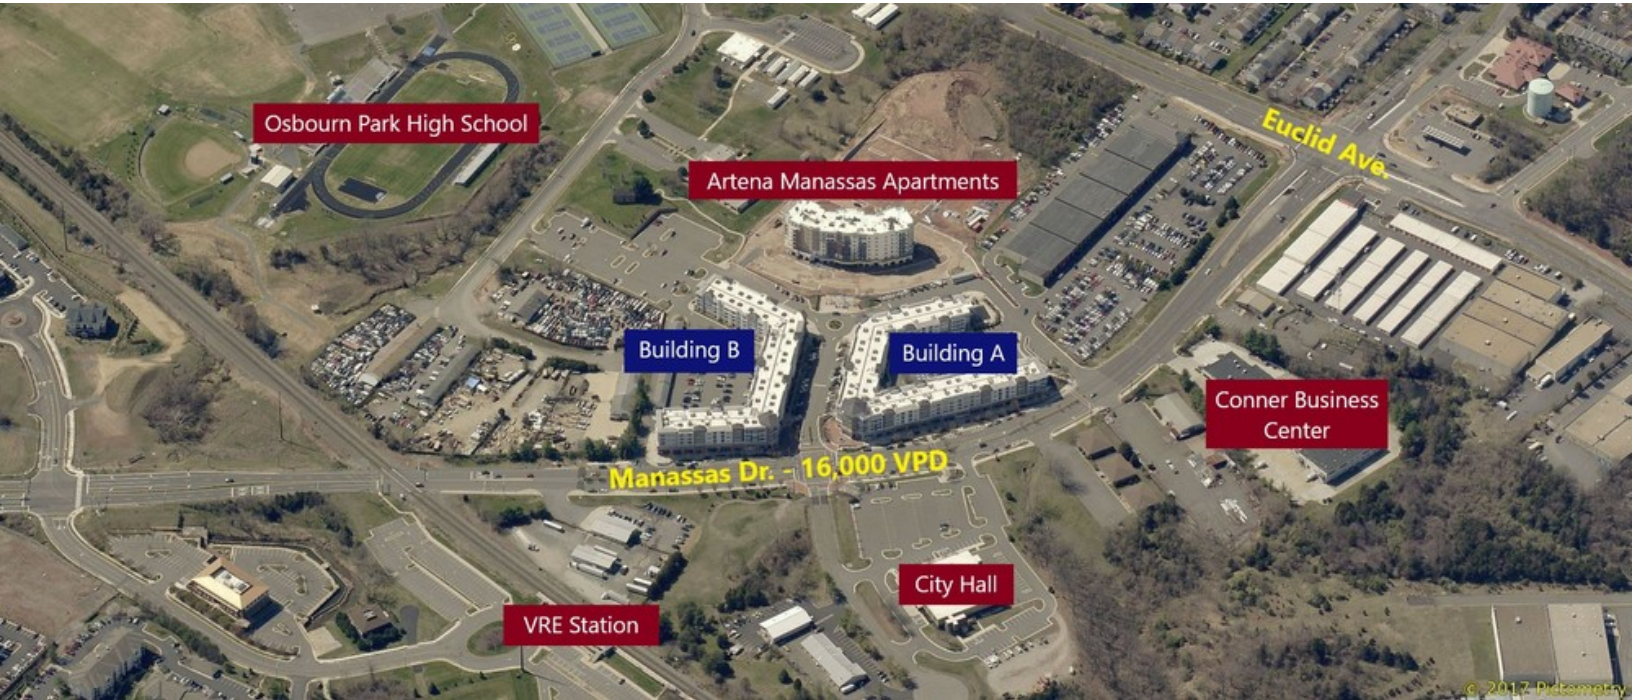 Osbourn Park High School
Euclid Ave.
Artena Manassas Apartments
Building B
Building A
Conner Business
Center
Manassas Dr. - 16,000 VPD
City Hall
VRE Station
© 2017 Pictometry